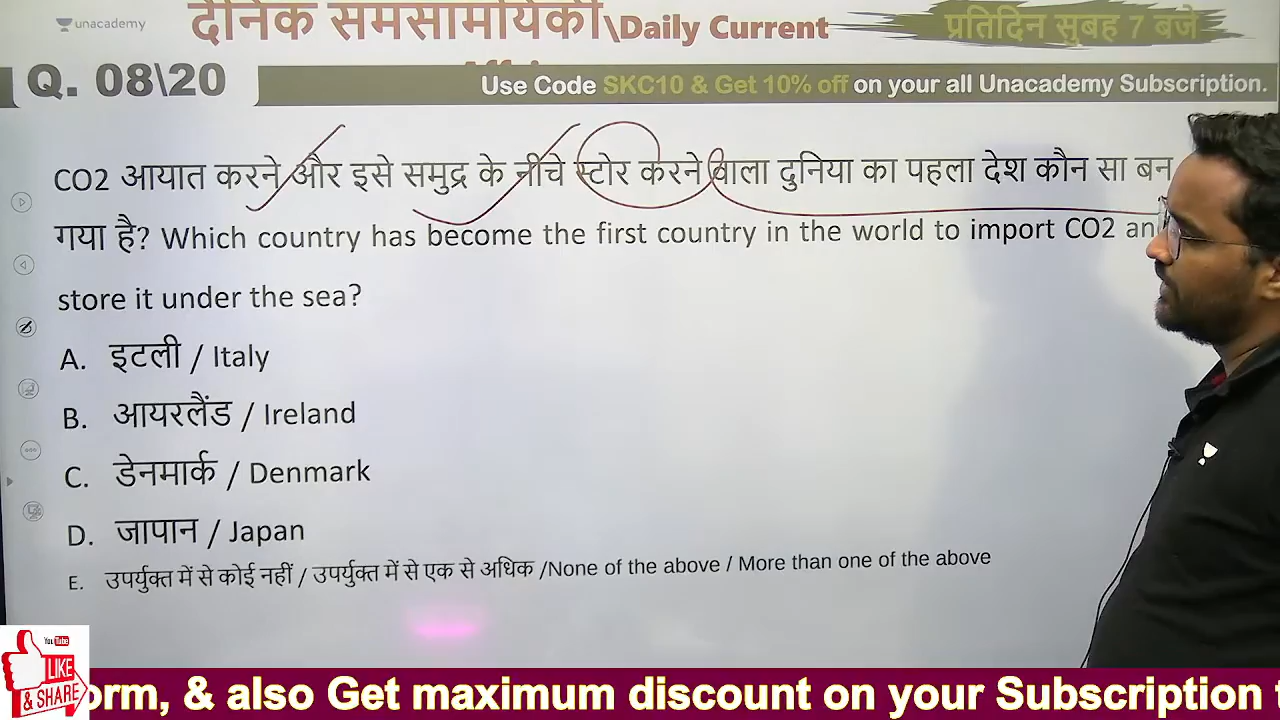 unacademy
दैनिक समसामयिकी\Daily Current
प्रतिदिन सुबह 7 बजे
Q. 08\20
Use Code SKC10 & Get 10% off on your all Unacademy Subscription.
CO2 आयात करने और इसे समुद्र के नीचे स्टोर करने वाला दुनिया का पहला देश कौन सा बन
गया है? Which country has become the first country in the world to import CO2 an
store it under the sea?
A. इटली / Italy
B. आयरलैंड / Ireland
C. डेनमार्क / Denmark
D. जापान / Japan
E. उपर्युक्त में से कोई नहीं / उपर्युक्त में से एक से अधिक /None of the above / More than one of the above
You Tube
LIKE
& SHARE
orm, & also Get maximum discount on your Subscription